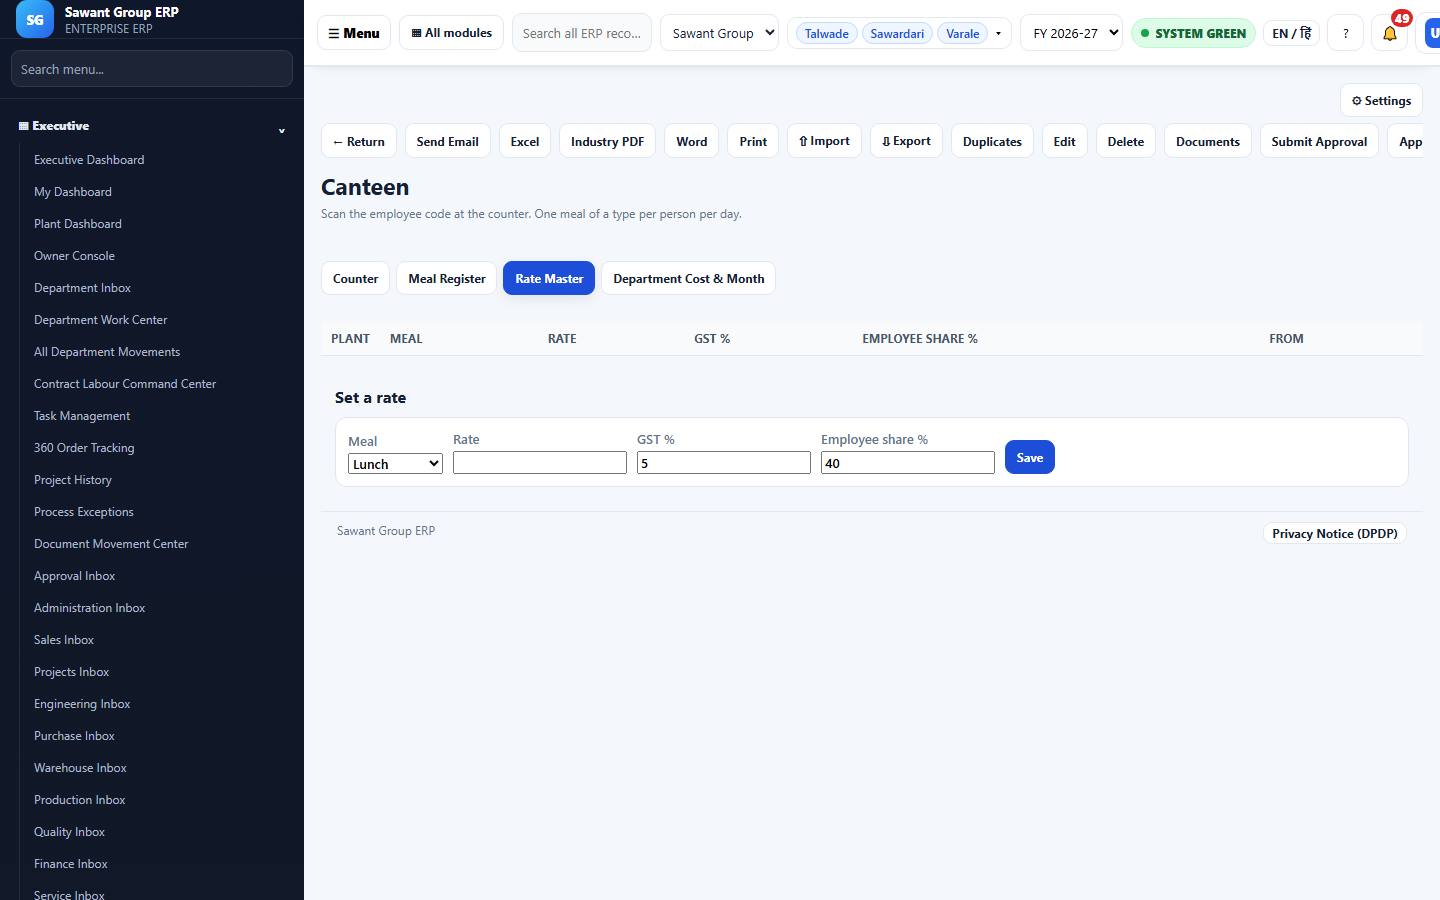 SG
Sawant Group ERP
ENTERPRISE ERP
Search menu...
Executive
Executive Dashboard
My Dashboard
Plant Dashboard
Owner Console
Department Inbox
Department Work Center
All Department Movements
Contract Labour Command Center
Task Management
360 Order Tracking
Project History
Process Exceptions
Document Movement Center
Approval Inbox
Administration Inbox
Sales Inbox
Projects Inbox
Engineering Inbox
Purchase Inbox
Warehouse Inbox
Production Inbox
Quality Inbox
Finance Inbox
Service Inbox
☰ Menu
All modules
Search all ERP reco...
Sawant Group
Talwade Sawardari Varale
FY 2026-27
SYSTEM GREEN
EN / हिं
?
49
U
⚙ Settings
← Return Send Email Excel Industry PDF Word Print ⇧ Import ⇩ Export Duplicates Edit Delete Documents Submit Approval App
Canteen
Scan the employee code at the counter. One meal of a type per person per day.
Counter Meal Register Rate Master Department Cost & Month
PLANT MEAL RATE GST % EMPLOYEE SHARE % FROM
Set a rate
Meal Rate GST % Employee share %
Lunch 5 40 Save
Sawant Group ERP Privacy Notice (DPDP)